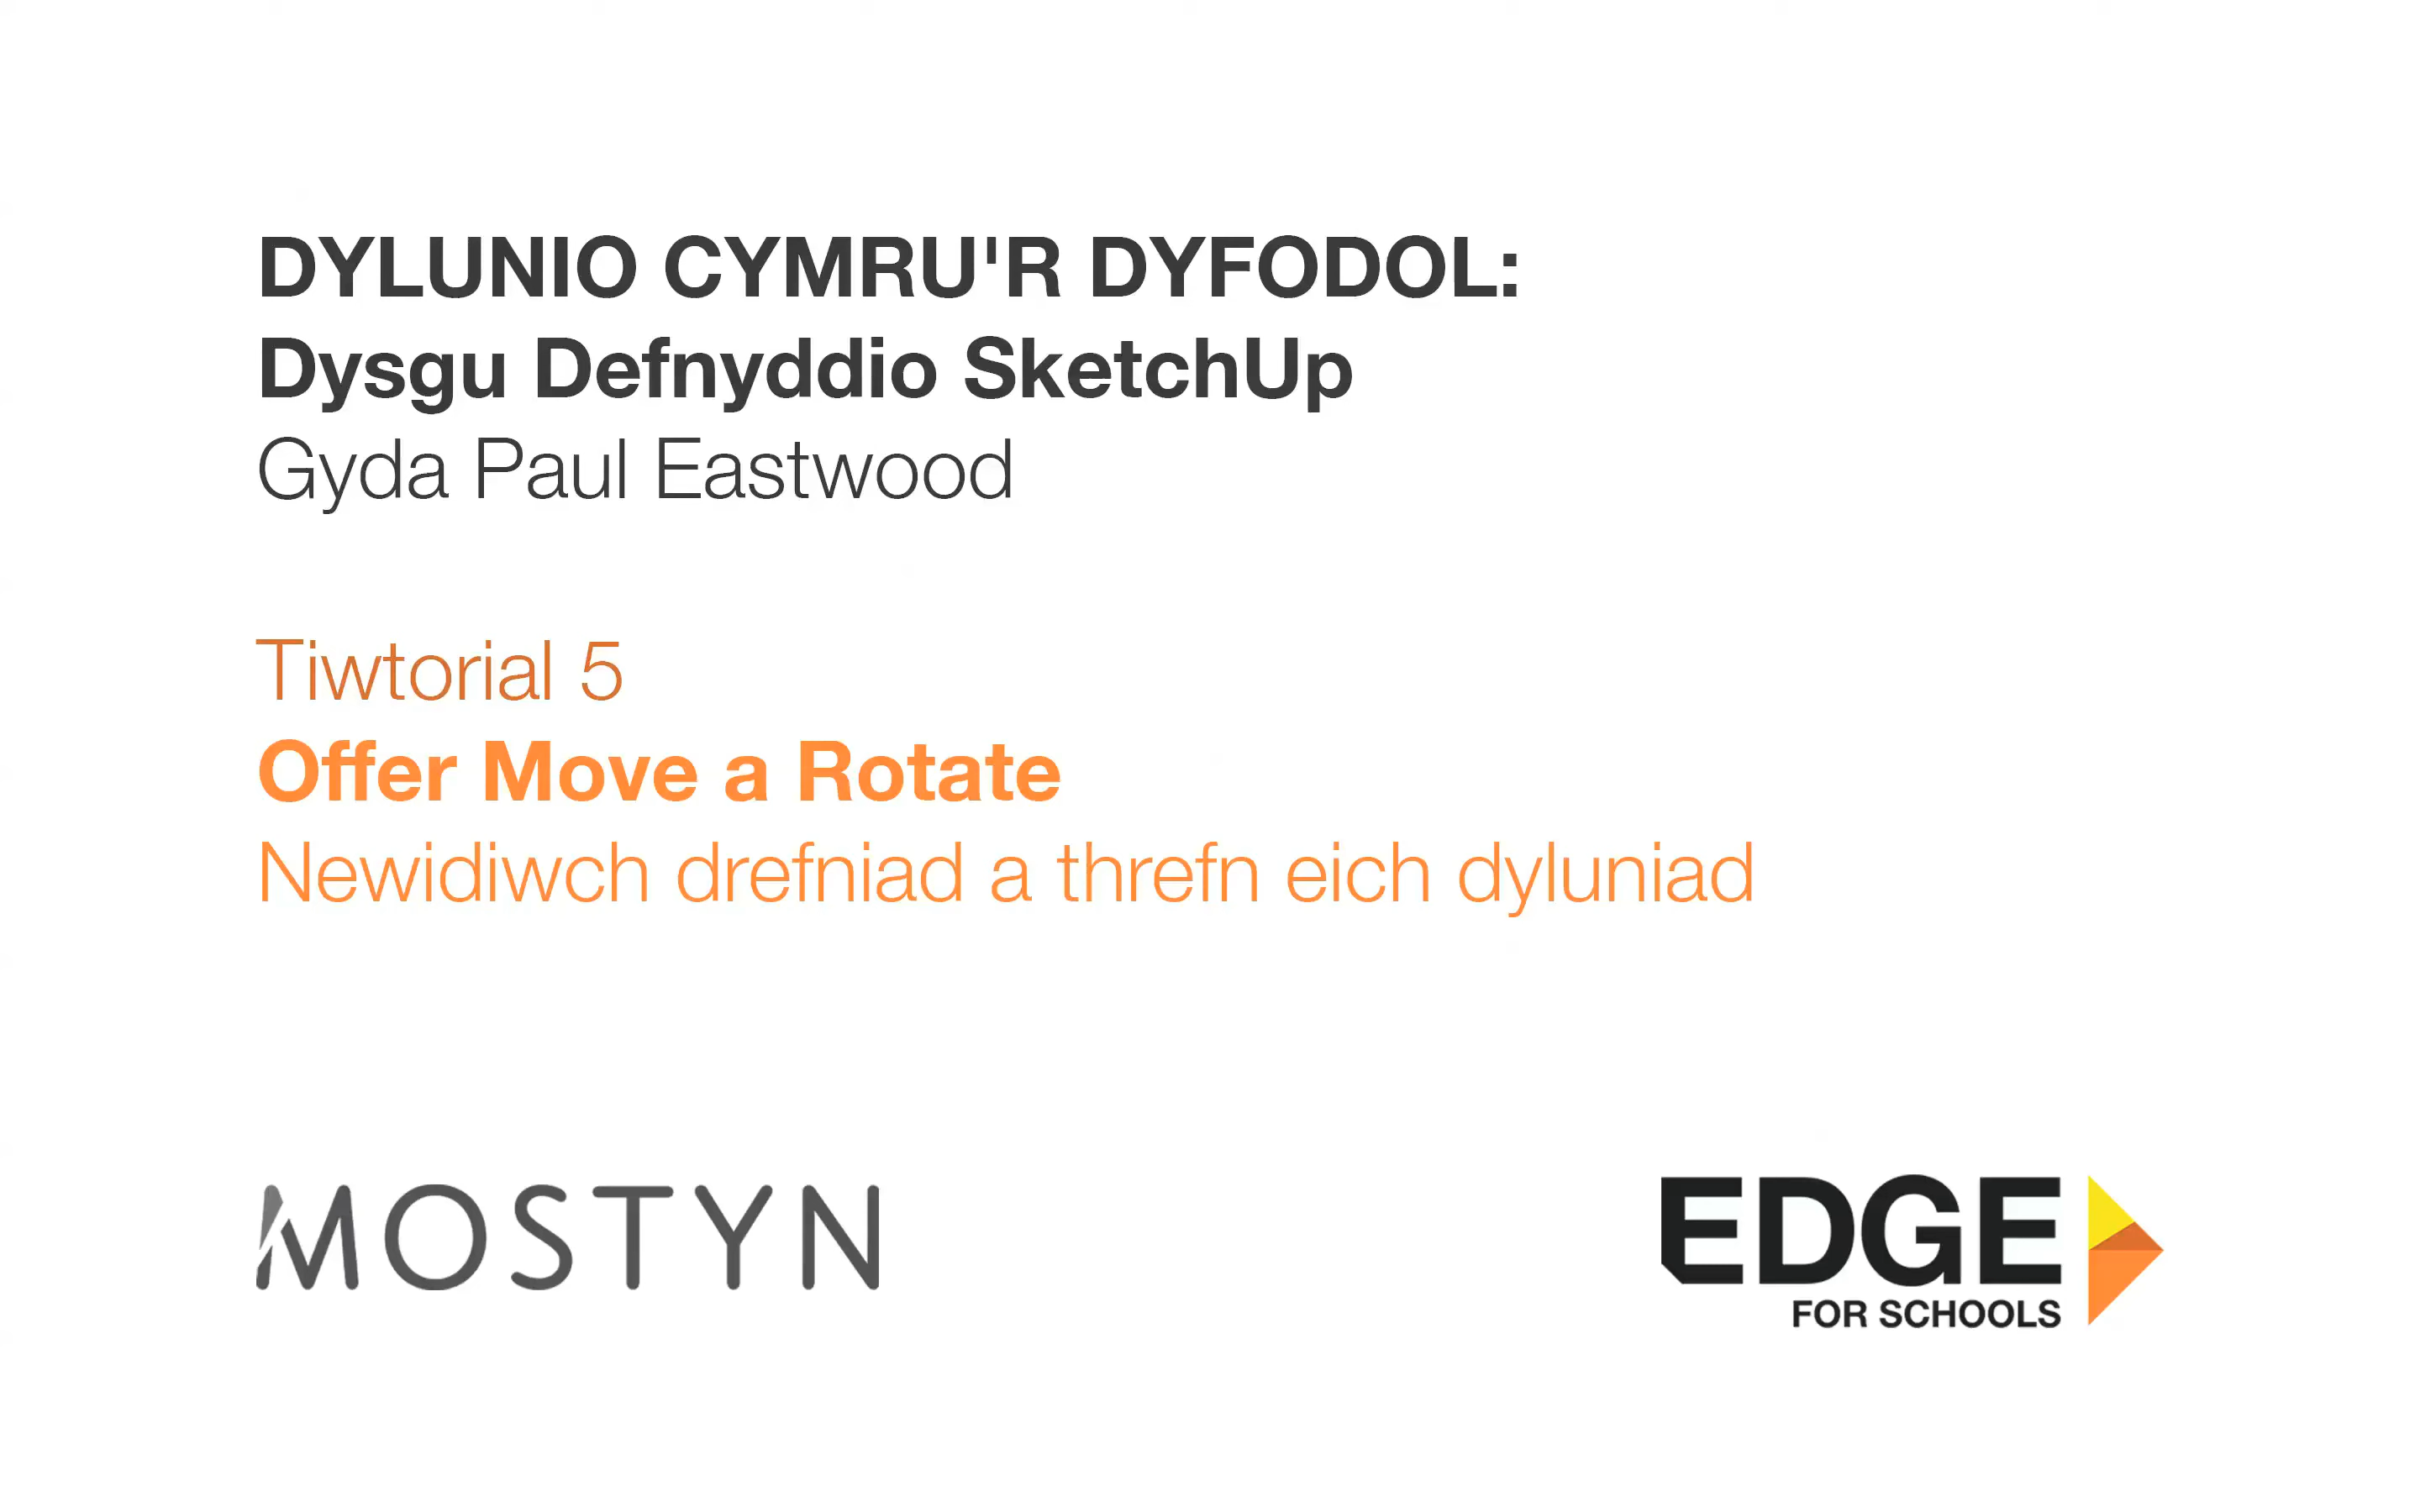 DYLUNIO CYMRU'R DYFODOL:
Dysgu Defnyddio SketchUp
Gyda Paul Eastwood
Tiwtorial 5
Offer Move a Rotate
Newidiwch drefniad a threfn eich dyluniad
MOSTYN
EDGE
FOR SCHOOLS